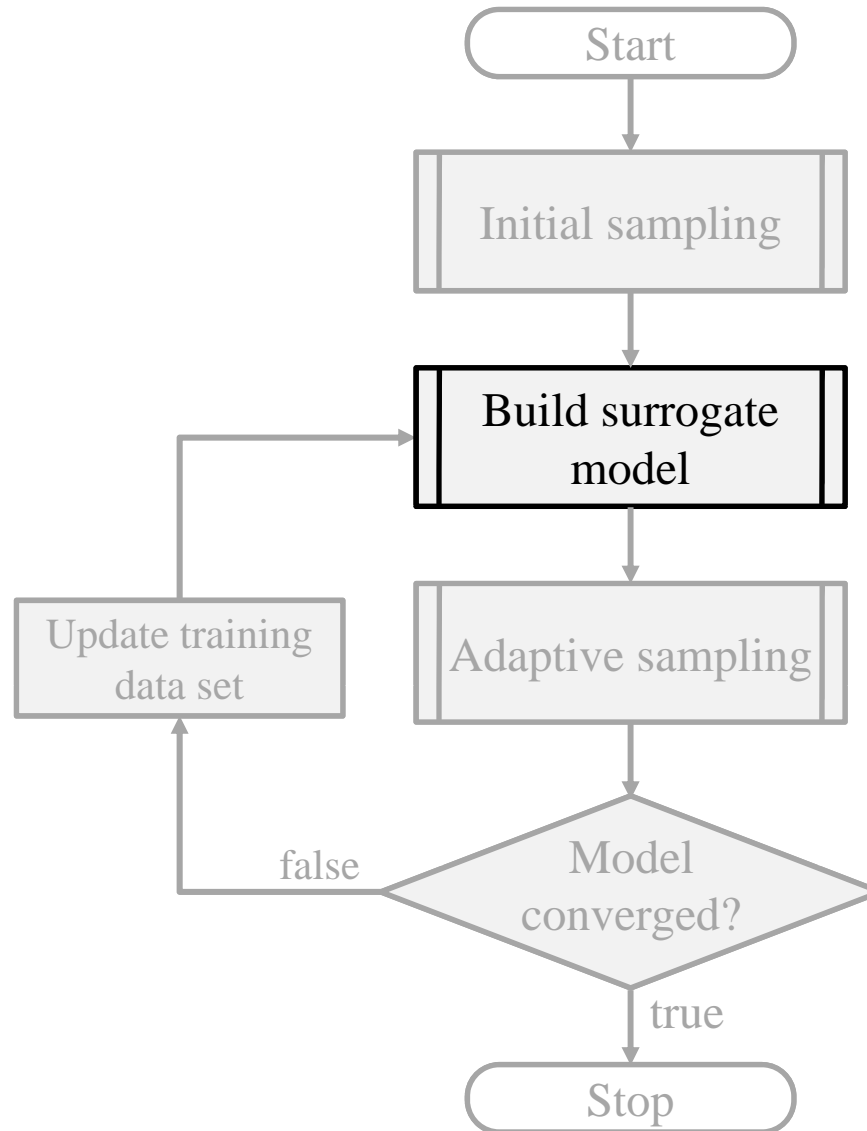 Start
Initial sampling
Build surrogate
model
Update training
data set
Adaptive sampling
false
Model
converged?
true
Stop